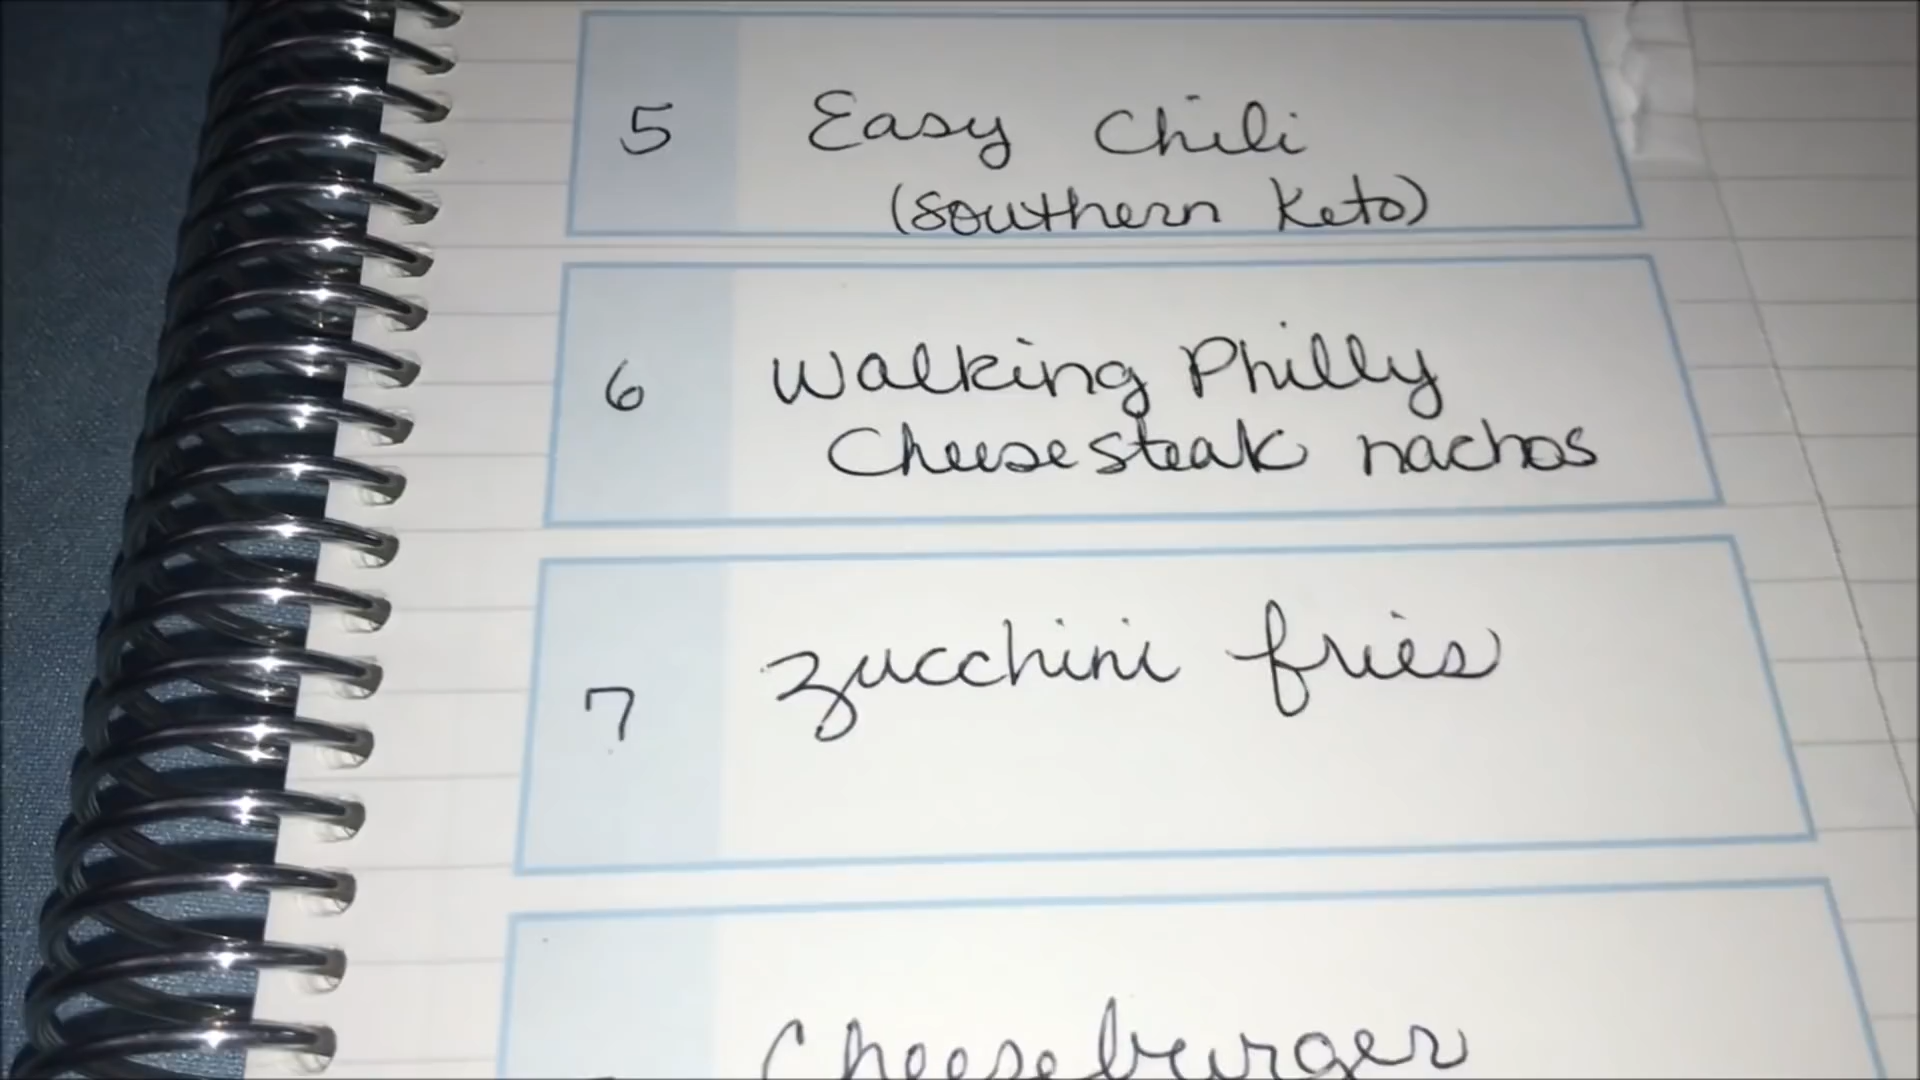 5 Easy Chili
(Southern Keto)
6 Walking Philly
Cheesesteak nachos
7 zucchini fries
Cheeseburger